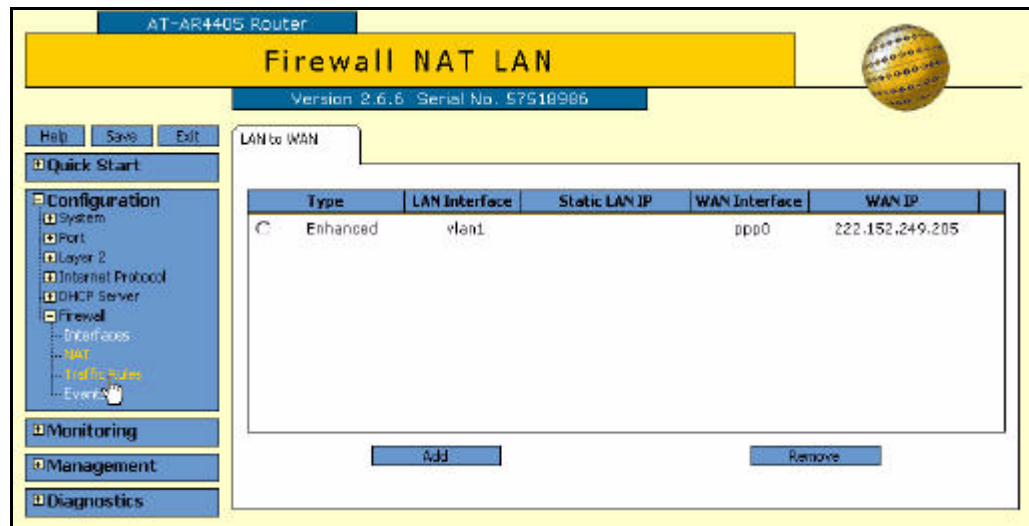 AT-AR440S Router
Firewall NAT LAN
Version 2.6.6 Serial No. 57518986
Help Save Exit
LAN to WAN
Quick Start
Configuration
System
Port
Layer 2
Internet Protocol
DHCP Server
Firewall
Interfaces
NAT
Traffic Rules
Events
Monitoring
Management
Diagnostics
Type LAN Interface Static LAN IP WAN Interface WAN IP
Enhanced vlan1 ppp0 222.152.249.205
Add Remove